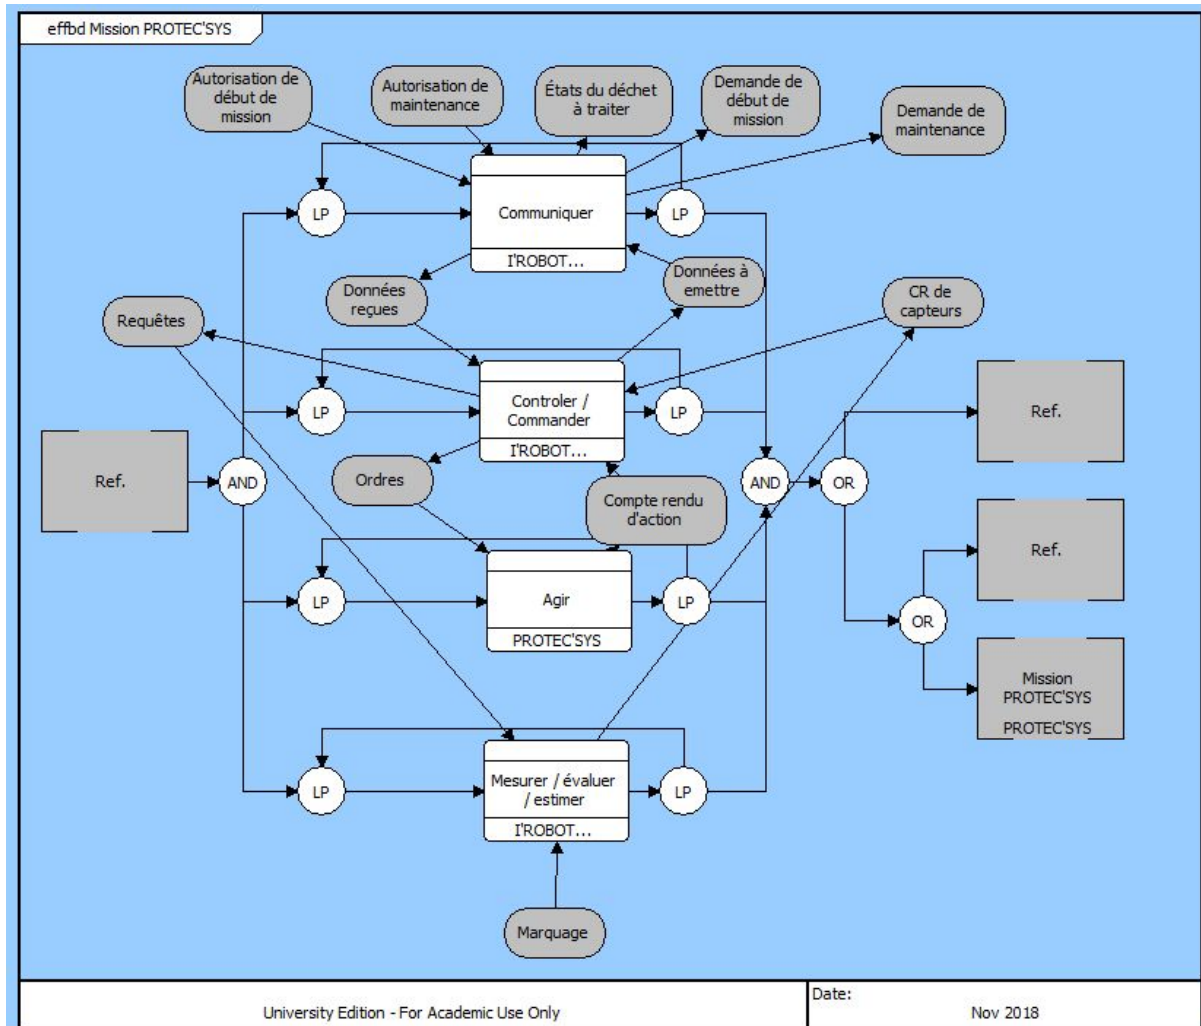 effbd Mission PROTEC'SYS
Autorisation de
début de
mission
Autorisation de
maintenance
États du déchet
à traiter
Demande de
début de
mission
Demande de
maintenance
LP
Communiquer
I'ROBOT...
LP
Données
reçues
Données à
emettre
CR de
capteurs
Requêtes
LP
Controler /
Commander
I'ROBOT...
LP
Ref.
Ref.
AND
Ordres
Compte rendu
d'action
AND
OR
Ref.
LP
Agir
PROTEC'SYS
LP
OR
Mission
PROTEC'SYS
PROTEC'SYS
LP
Mesurer / évaluer
/ estimer
I'ROBOT...
LP
Marquage
University Edition - For Academic Use Only
Date:
Nov 2018